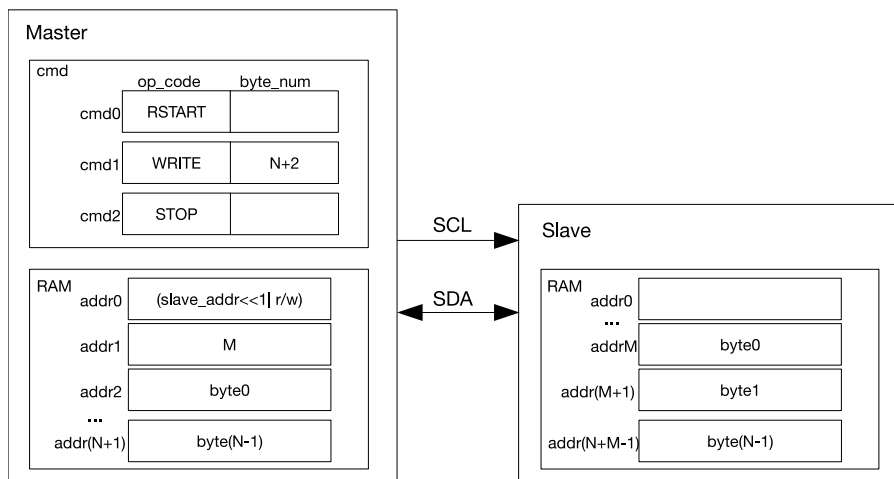 Master
cmd
op_code byte_num
cmd0 RSTART
cmd1 WRITE N+2
cmd2 STOP
RAM
addr0 (slave_addr<<1| r/w)
addr1 M
addr2 byte0
...
addr(N+1) byte(N-1)
SCL
SDA
Slave
RAM
addr0
...
addrM byte0
addr(M+1) byte1
addr(N+M-1) byte(N-1)